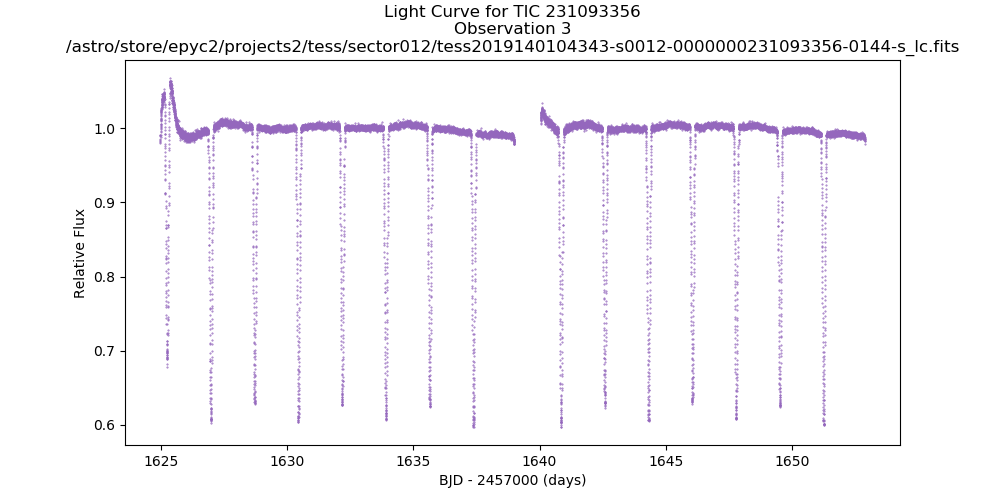 Light Curve for TIC 231093356
Observation 3
/astro/store/epyc2/projects2/tess/sector012/tess2019140104343-s0012-0000000231093356-0144-s_lc.fits
1.0
0.9
0.8
0.7
0.6
Relative Flux
1625
1630
1635
1640
1645
1650
BJD - 2457000 (days)